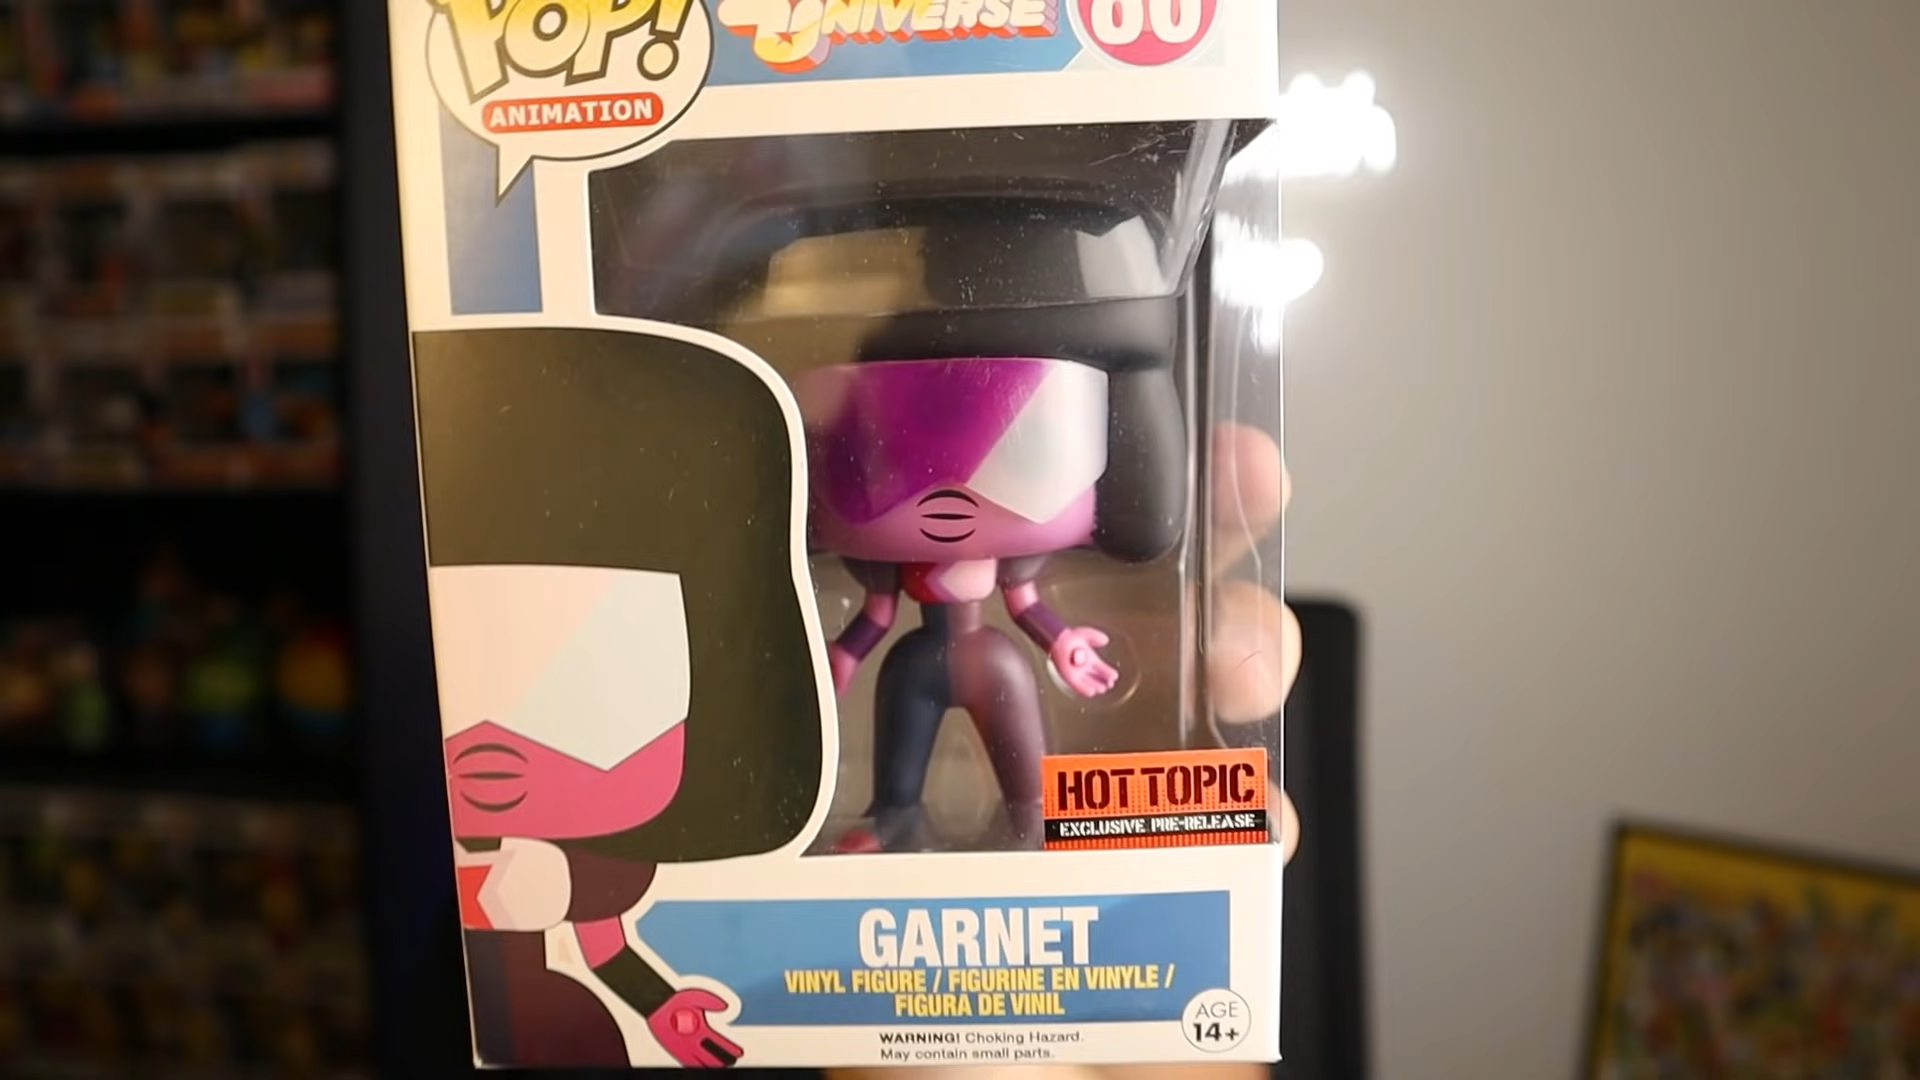 POP!
UNIVERSE
ANIMATION
HOT TOPIC
EXCLUSIVE PRE-RELEASE
GARNET
VINYL FIGURE / FIGURINE EN VINYLE /
FIGURA DE VINIL
AGE
14+
WARNING! Choking Hazard.
May contain small parts.